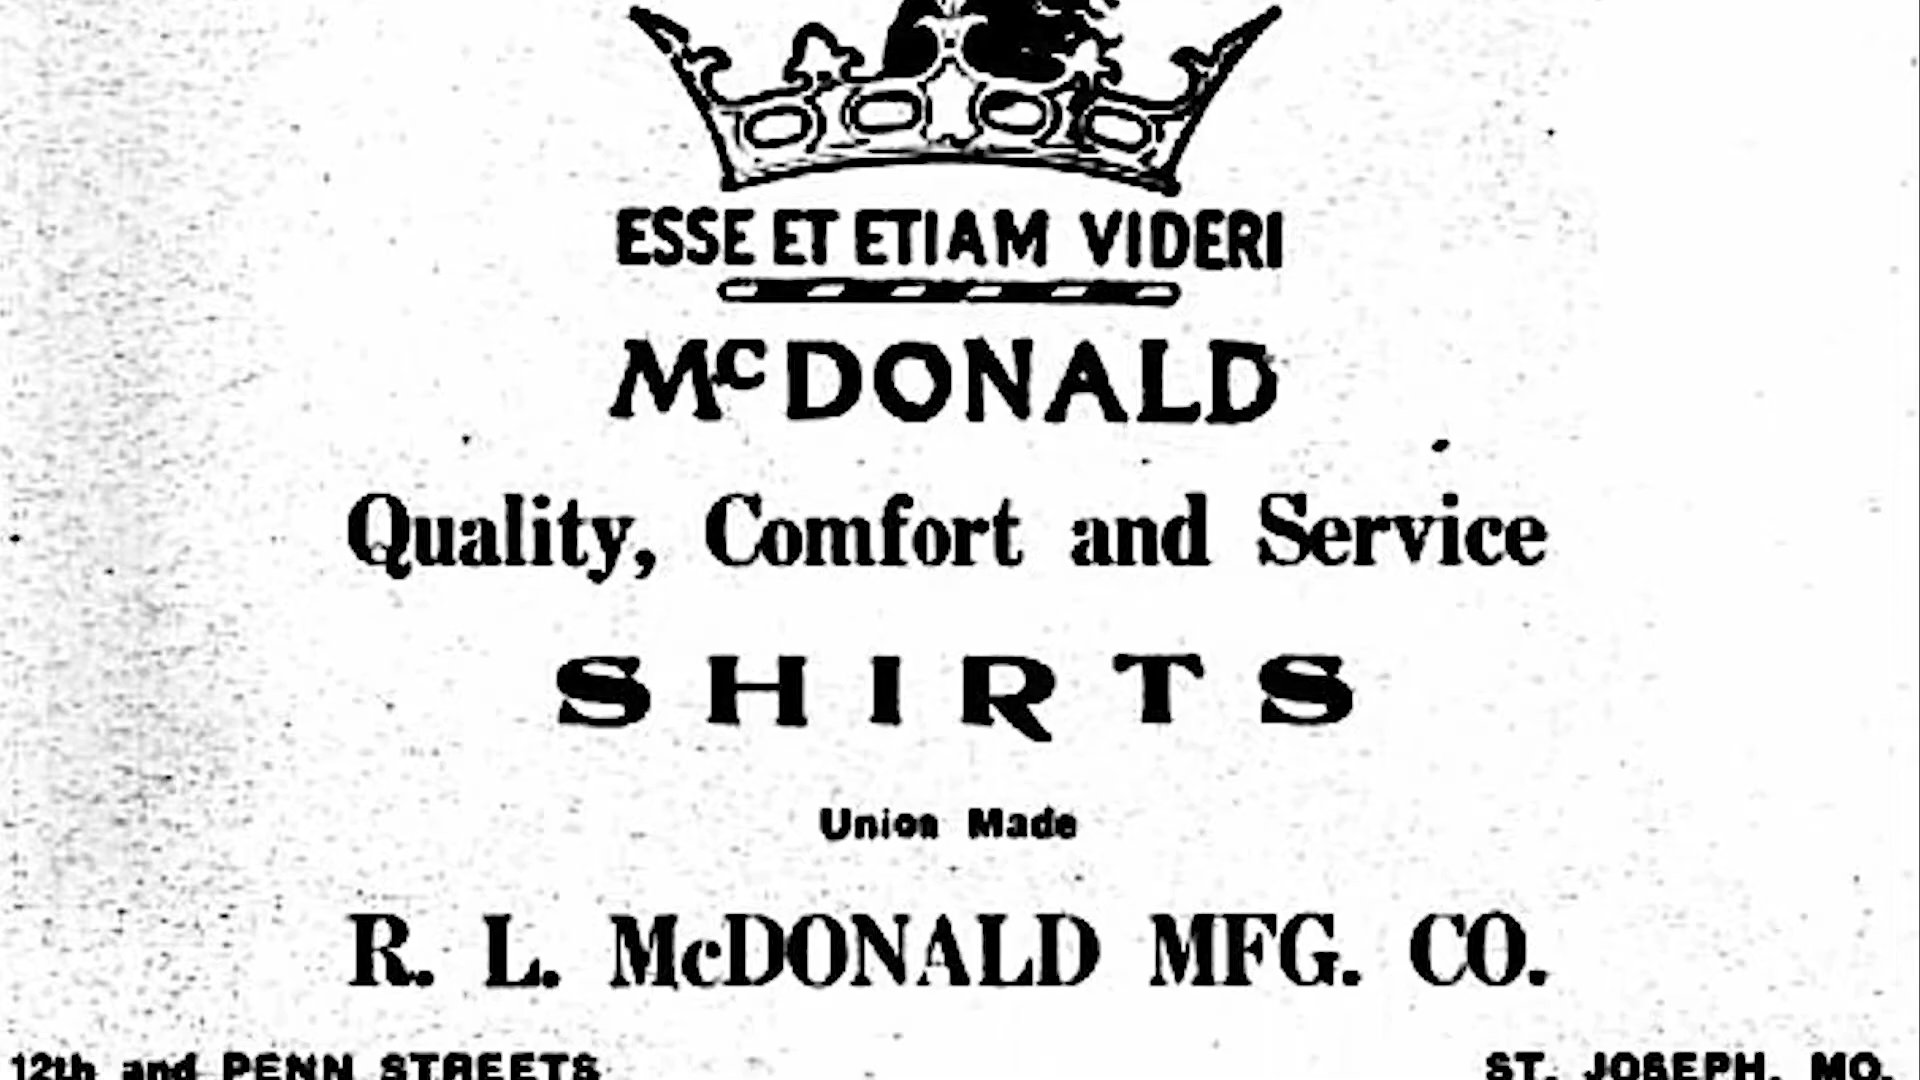 ESSE ET ETIAM VIDERI
McDONALD
Quality, Comfort and Service
SHIRTS
Union Made
R. L. McDONALD MFG. CO.
12th and PENN STREETS ST. JOSEPH, MO.